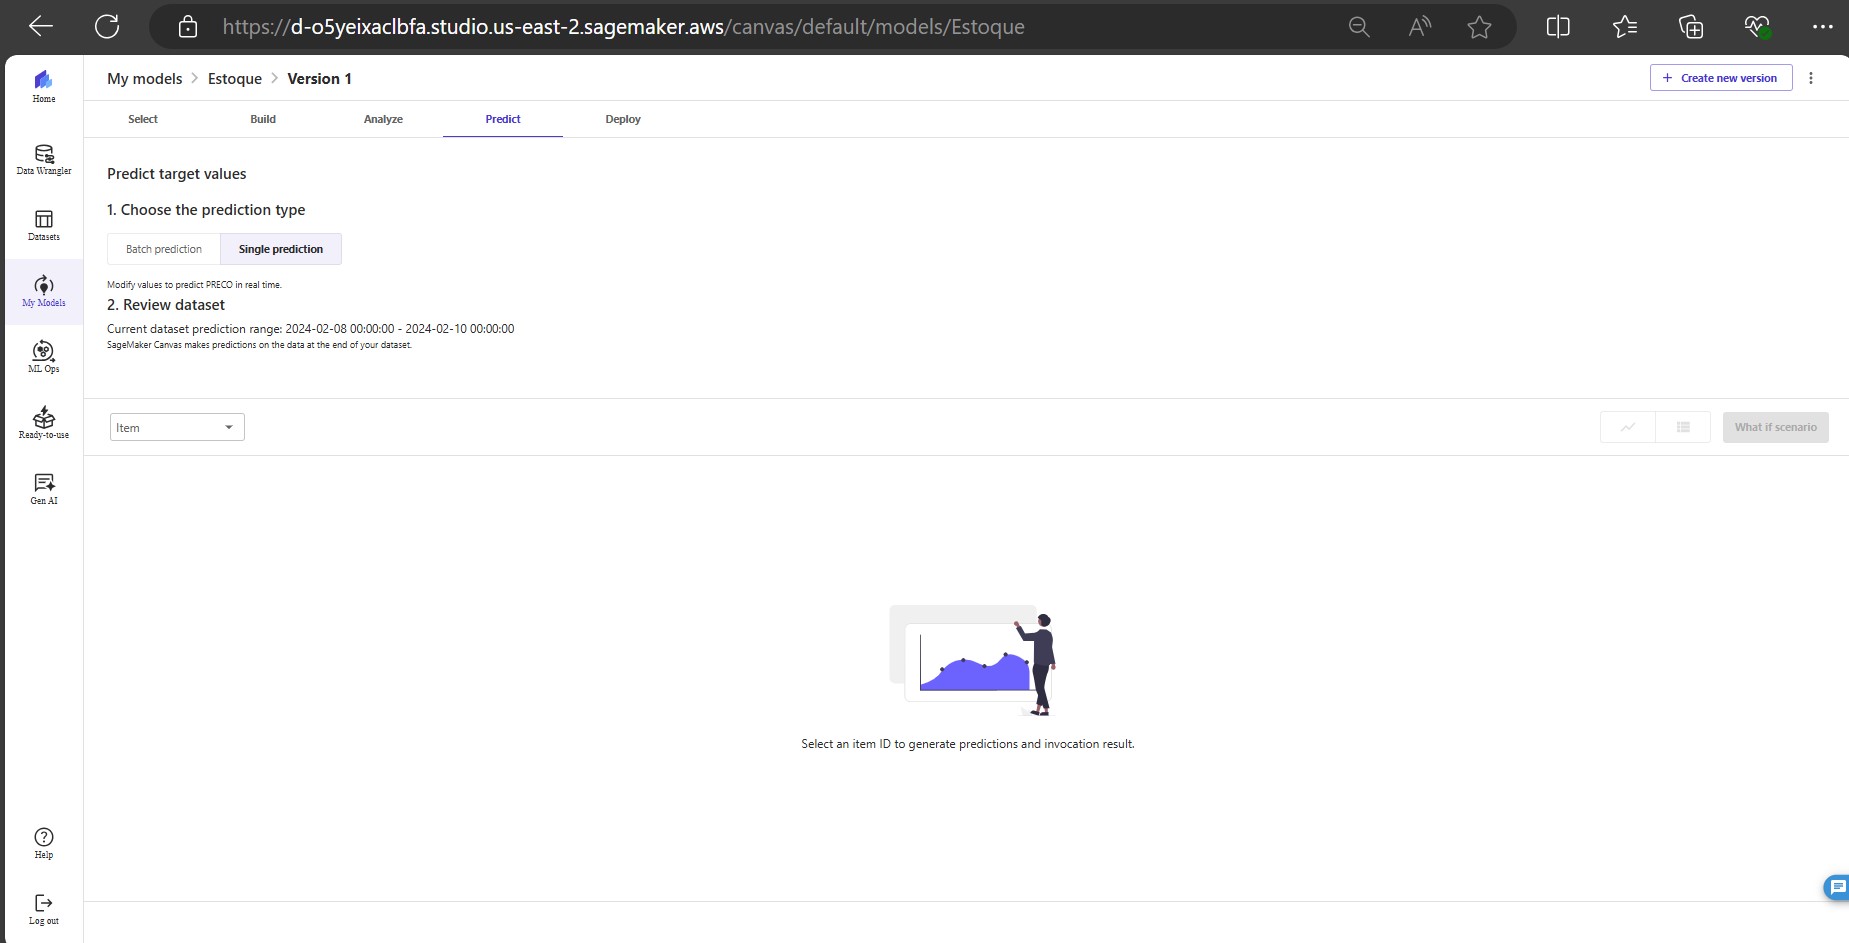 https://d-o5yeixaclbfa.studio.us-east-2.sagemaker.aws/canvas/default/models/Estoque
Home
My models > Estoque > Version 1
+ Create new version
Select
Build
Analyze
Predict
Deploy
Data Wrangler
Datasets
My Models
ML Ops
Ready-to-use
Gen AI
Help
Log out
Predict target values
1. Choose the prediction type
Batch prediction
Single prediction
Modify values to predict PRECO in real time.
2. Review dataset
Current dataset prediction range: 2024-02-08 00:00:00 - 2024-02-10 00:00:00
SageMaker Canvas makes predictions on the data at the end of your dataset.
Item
What if scenario
Select an item ID to generate predictions and invocation result.